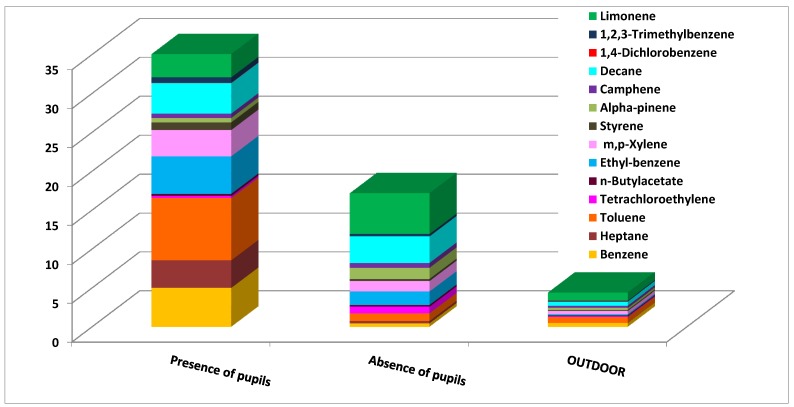 Limonene
1,2,3-Trimethylbenzene
1,4-Dichlorobenzene
Decane
Camphene
Alpha-pinene
Styrene
m,p-Xylene
Ethyl-benzene
n-Butylacetate
Tetrachloroethylene
Toluene
Heptane
Benzene
35
30
25
20
15
10
5
0
Presence of pupils
Absence of pupils
OUTDOOR